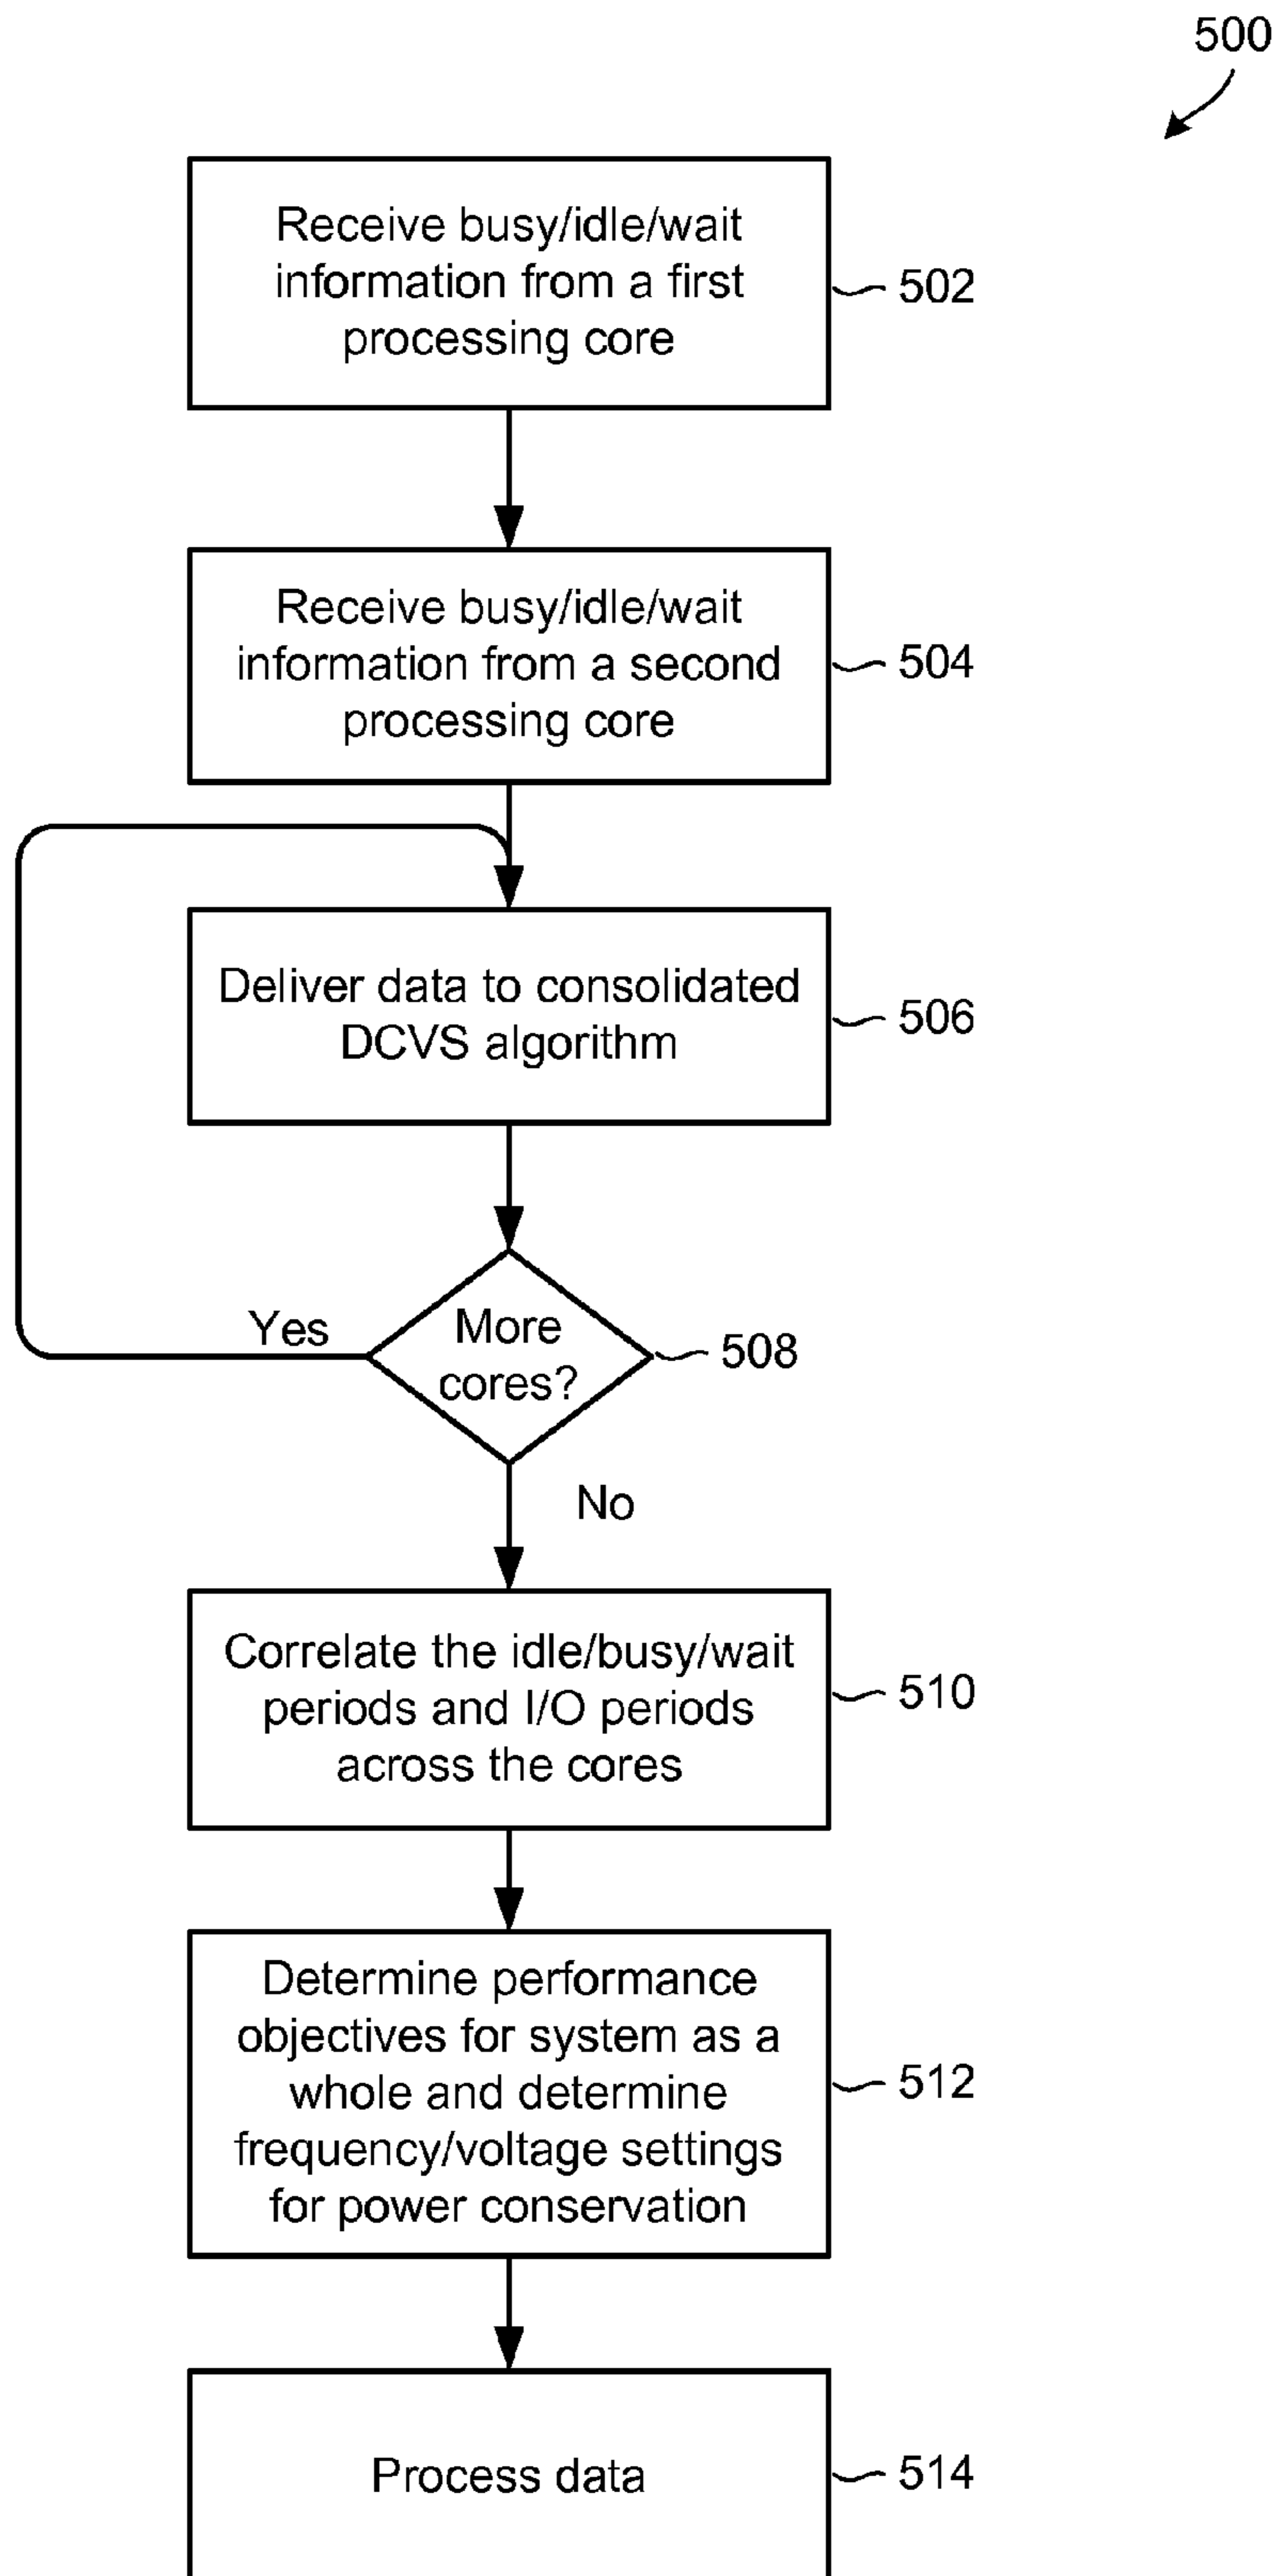 500
Receive busy/idle/wait
information from a first
processing core
502
Receive busy/idle/wait
information from a second
processing core
504
Deliver data to consolidated
DCVS algorithm
506
More
cores?
508
Yes
No
Correlate the idle/busy/wait
periods and I/O periods
across the cores
510
Determine performance
objectives for system as a
whole and determine
frequency/voltage settings
for power conservation
512
Process data
514